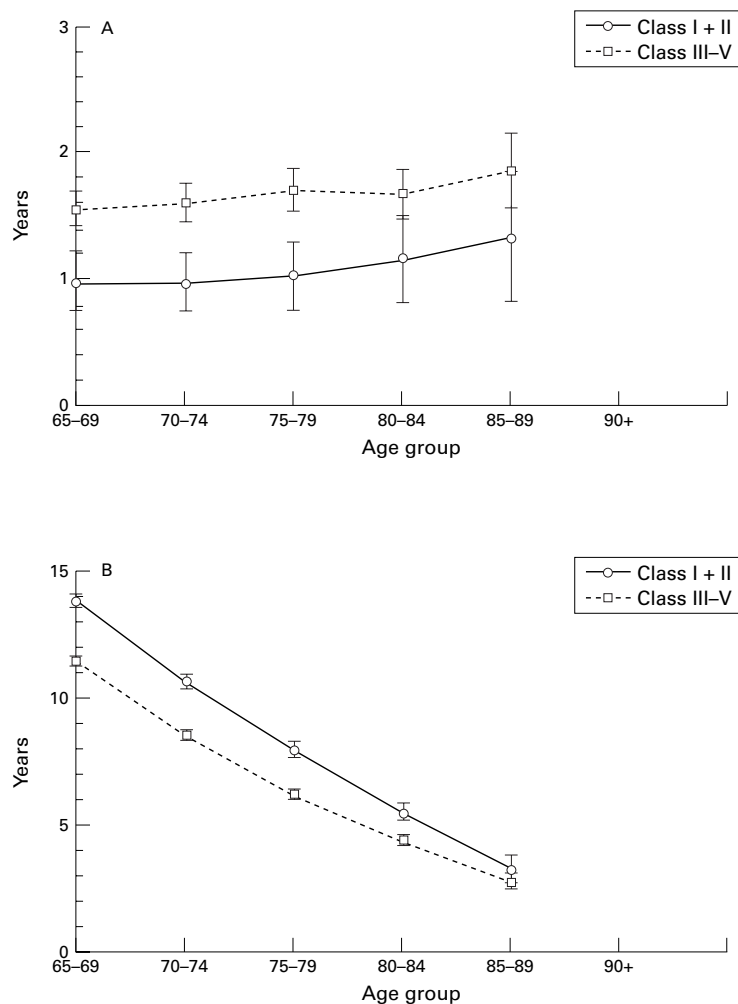 3
A
Class I + II
Class III–V
2
Years
1
0
65–69 70–74 75–79 80–84 85–89 90+
Age group
15
B
Class I + II
Class III–V
10
Years
5
0
65–69 70–74 75–79 80–84 85–89 90+
Age group